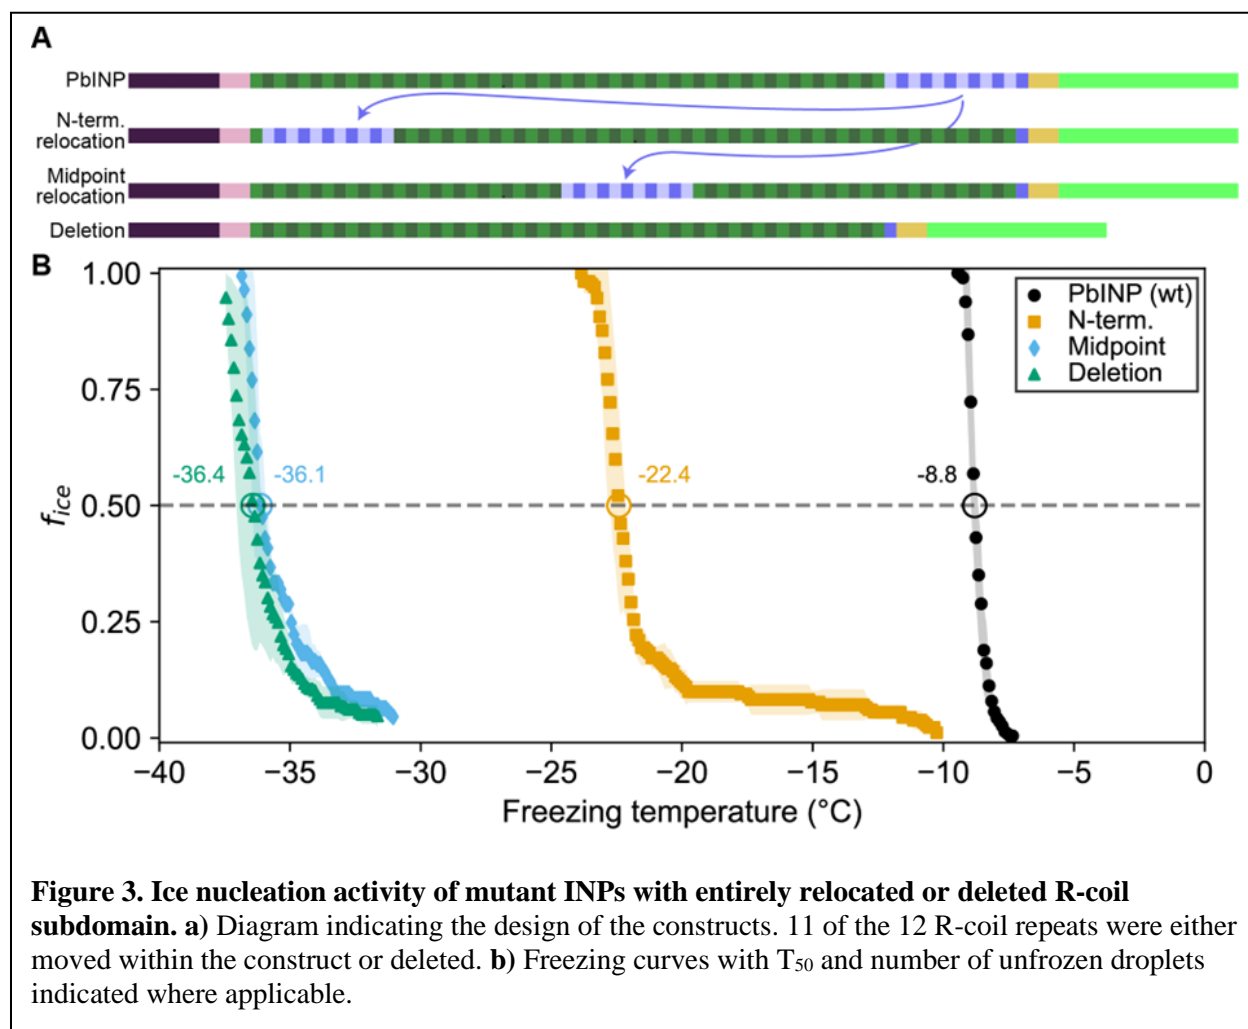 A
PbINP
N-term.
relocation
Midpoint
relocation
Deletion
B
1.00
0.75
0.50
0.25
0.00
f_ice
PbINP (wt)
N-term.
Midpoint
Deletion
-36.4
-36.1
-22.4
-8.8
−40
−35
−30
−25
−20
−15
−10
−5
0
Freezing temperature (°C)
Figure 3. Ice nucleation activity of mutant INPs with entirely relocated or deleted R-coil
subdomain. a) Diagram indicating the design of the constructs. 11 of the 12 R-coil repeats were either
moved within the construct or deleted. b) Freezing curves with T50 and number of unfrozen droplets
indicated where applicable.